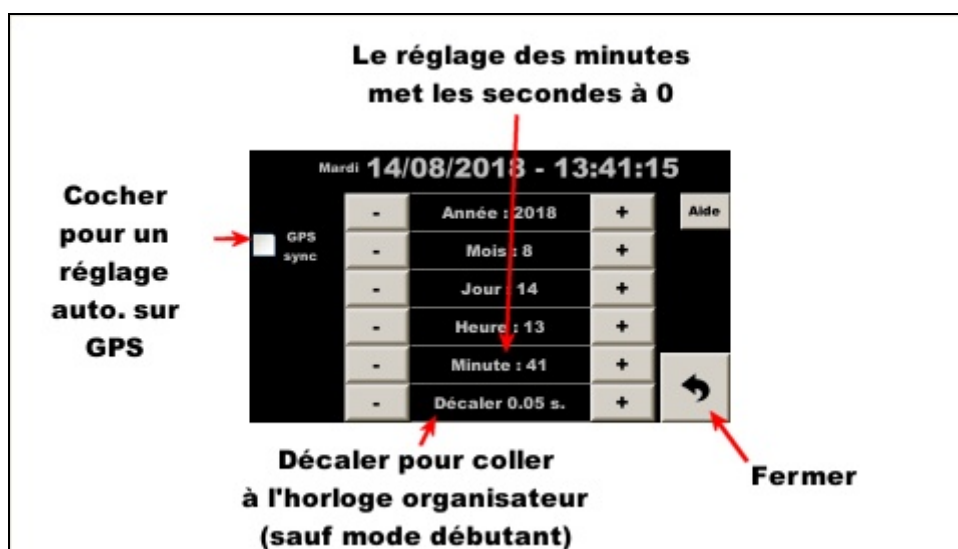 Le réglage des minutes
met les secondes à 0
Mardi 14/08/2018 - 13:41:15
Cocher
pour un
réglage
auto. sur
GPS
GPS
sync
- Année : 2018 +
Aide
- Mois : 8 +
- Jour : 14 +
- Heure : 13 +
- Minute : 41 +
- Décaler 0.05 s. +
Décaler pour coller
à l'horloge organisateur
(sauf mode débutant)
Fermer